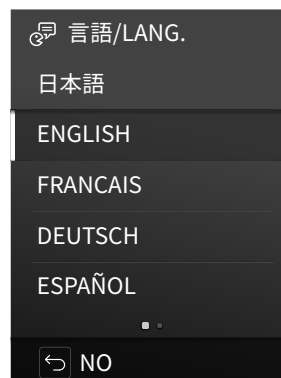 言語/LANG.
日本語
ENGLISH
FRANCAIS
DEUTSCH
ESPAÑOL
NO